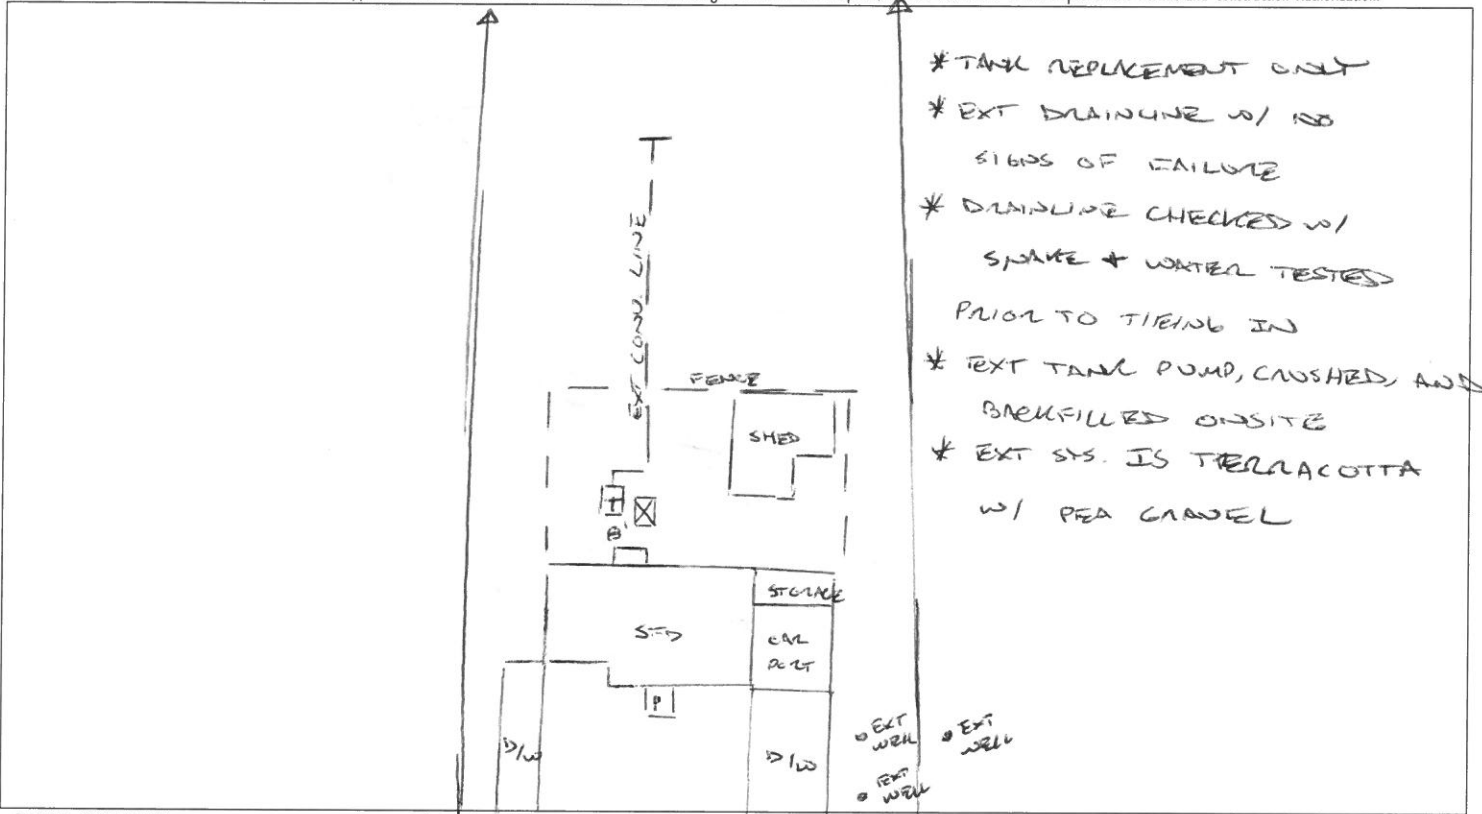 * TANK REPLACEMENT ONLY
* EXT DRAINLINE W/ NO
SIGNS OF FAILURE
* DRAINLINE CHECKED W/
SNAKE + WATER TESTED
PRIOR TO TIEING IN
* EXT TANK PUMP, CRUSHED, AND
BACKFILLED ONSITE
* EXT SYS. IS TERRACOTTA
W/ PEA GRAVEL
EXT CONV. LINE
FENCE
SHED
T
8'
STORAGE
SFD
CAR
PORT
P
D/W
D/W
EXT
WELL
EXT
WELL
EXT
WELL